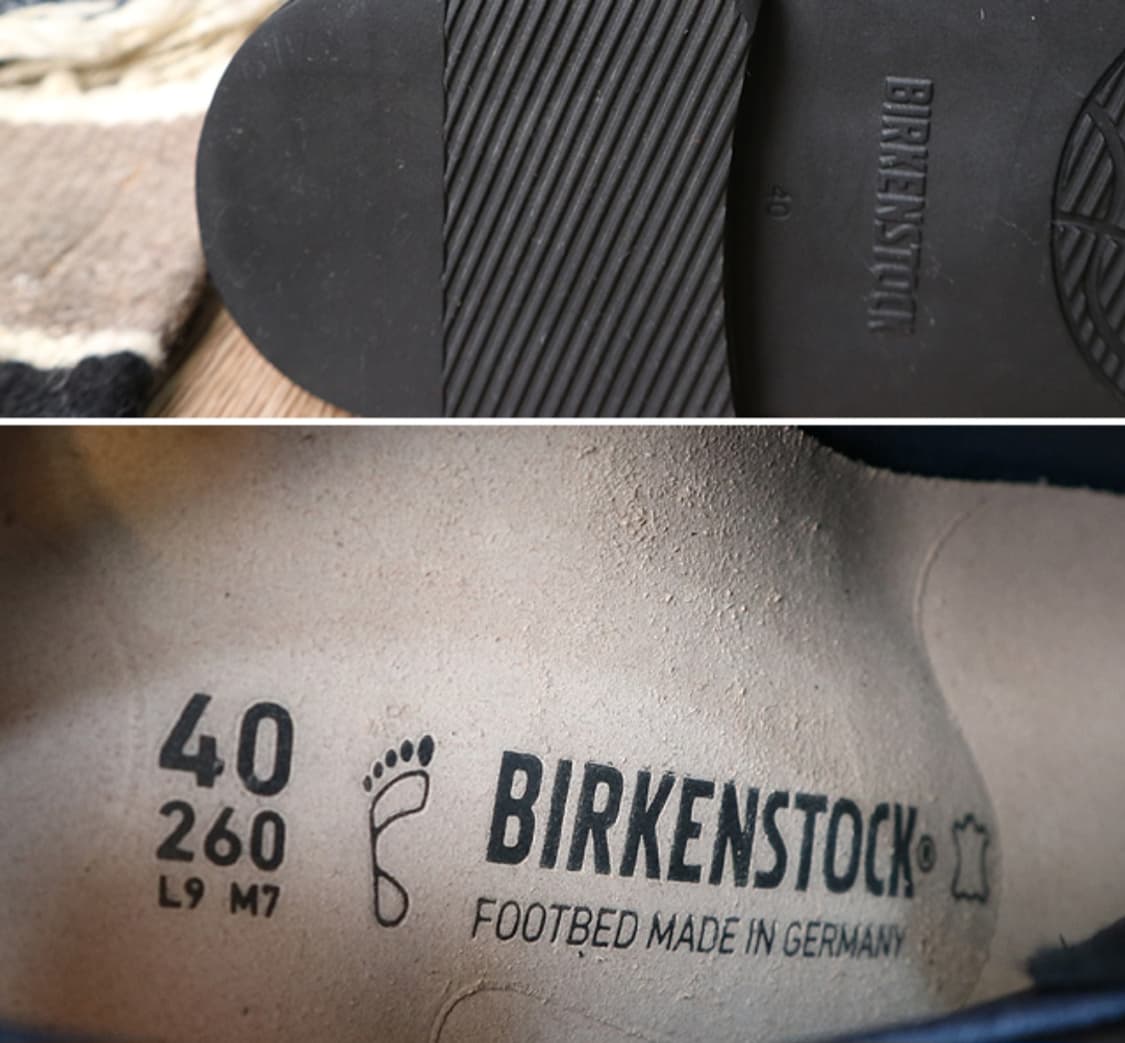 BIRKENSTOCK
40
40
260
L9 M7
BIRKENSTOCK®
FOOTBED MADE IN GERMANY